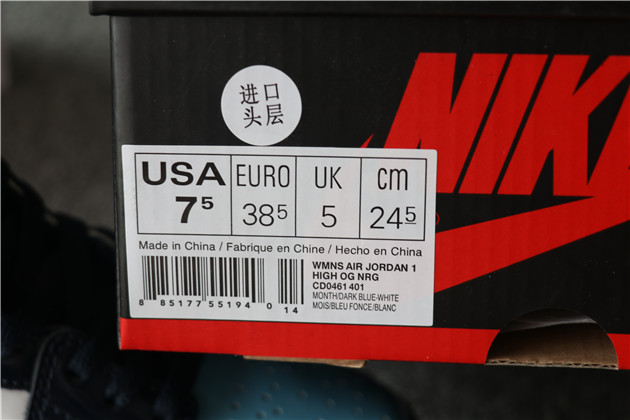 进口
头层
NIKE
USA EURO UK cm
7⁵ 38⁵ 5 24⁵
Made in China / Fabrique en Chine / Hecho en China
WMNS AIR JORDAN 1
HIGH OG NRG
CD0461 401
MONTH/DARK BLUE-WHITE
MOIS/BLEU FONCE/BLANC
8 85177 55194 0 14